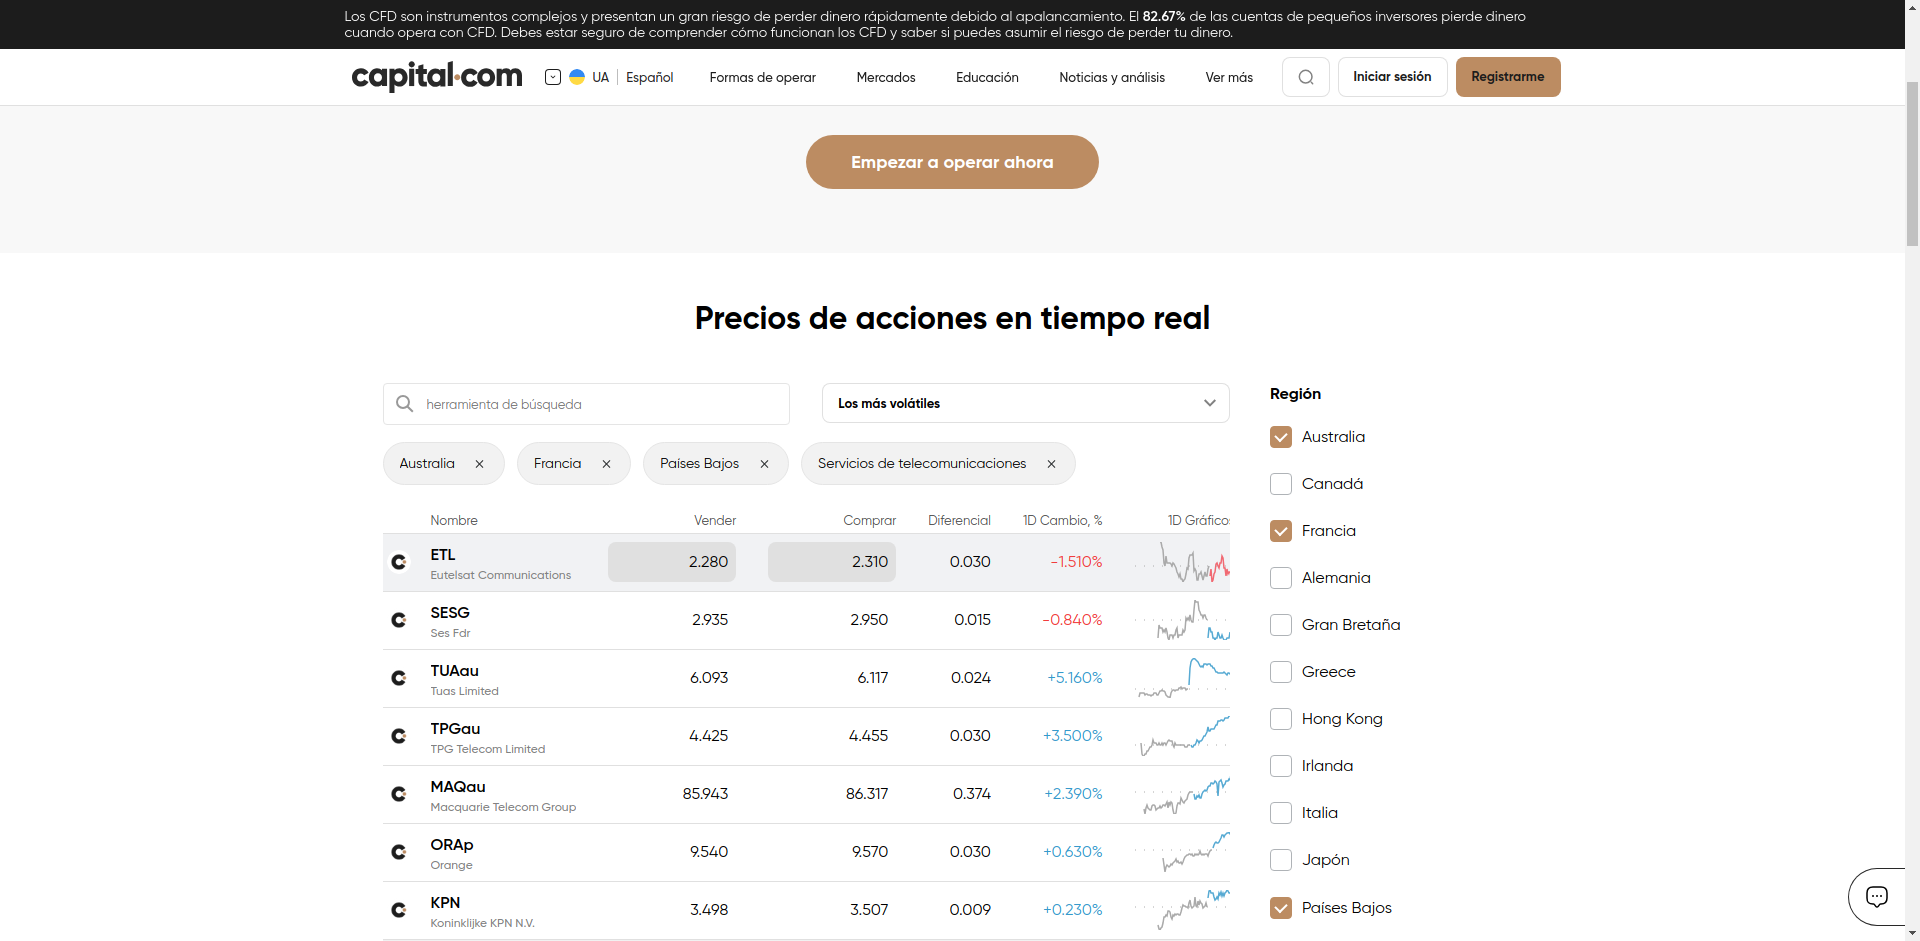 Los CFD son instrumentos complejos y presentan un gran riesgo de perder dinero rápidamente debido al apalancamiento. El 82.67% de las cuentas de pequeños inversores pierde dinero
cuando opera con CFD. Debes estar seguro de comprender cómo funcionan los CFD y saber si puedes asumir el riesgo de perder tu dinero.
capital.com UA Español Formas de operar Mercados Educación Noticias y análisis Ver más Iniciar sesión Registrarme
Empezar a operar ahora
Precios de acciones en tiempo real
herramienta de búsqueda
Los más volátiles
Australia Francia Países Bajos Servicios de telecomunicaciones
Nombre Vender Comprar Diferencial 1D Cambio, % 1D Gráficos
ETL 2.280 2.310 0.030 -1.510%
Eutelsat Communications
SESG 2.935 2.950 0.015 -0.840%
Ses Fdr
TUAau 6.093 6.117 0.024 +5.160%
Tuas Limited
TPGau 4.425 4.455 0.030 +3.500%
TPG Telecom Limited
MAQau 85.943 86.317 0.374 +2.390%
Macquarie Telecom Group
ORAp 9.540 9.570 0.030 +0.630%
Orange
KPN 3.498 3.507 0.009 +0.230%
Koninklijke KPN N.V.
Región
Australia
Canadá
Francia
Alemania
Gran Bretaña
Greece
Hong Kong
Irlanda
Italia
Japón
Países Bajos